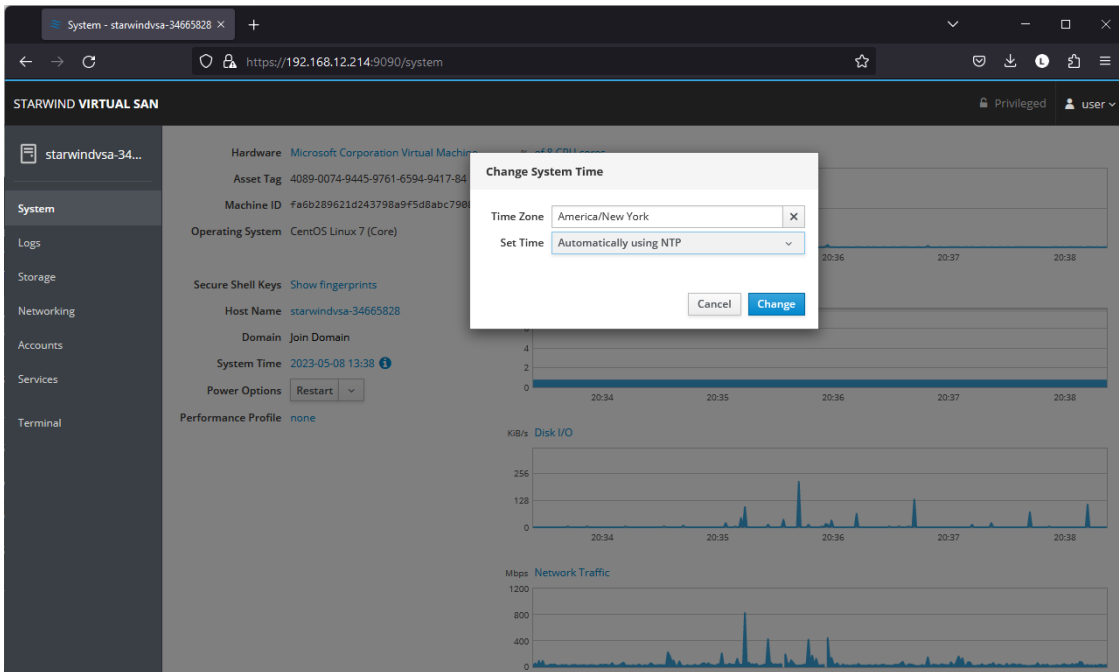 System - starwindvsa-34665828
https://192.168.12.214:9090/system
STARWIND VIRTUAL SAN
Privileged
user
starwindvsa-34...
System
Logs
Storage
Networking
Accounts
Services
Terminal
Hardware Microsoft Corporation Virtual Machine
Asset Tag 4089-0074-9445-9761-6594-9417-84
Machine ID fa6b289621d243798a9f5d8abc7908
Operating System CentOS Linux 7 (Core)
Secure Shell Keys Show fingerprints
Host Name starwindvsa-34665828
Domain Join Domain
System Time 2023-05-08 13:38
Power Options Restart
Performance Profile none
Change System Time
Time Zone America/New York
Set Time Automatically using NTP
Cancel Change
% of 8 CPU cores
20:36 20:37 20:38
4
2
0
20:34 20:35 20:36 20:37 20:38
KiB/s Disk I/O
256
128
0
20:34 20:35 20:36 20:37 20:38
Mbps Network Traffic
1200
800
400
0